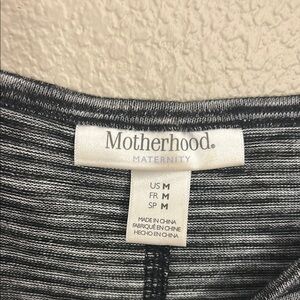 Motherhood®
MATERNITY
US M
FR M
SP M
MADE IN CHINA
FABRIQUÉ EN CHINE
HECHO EN CHINA